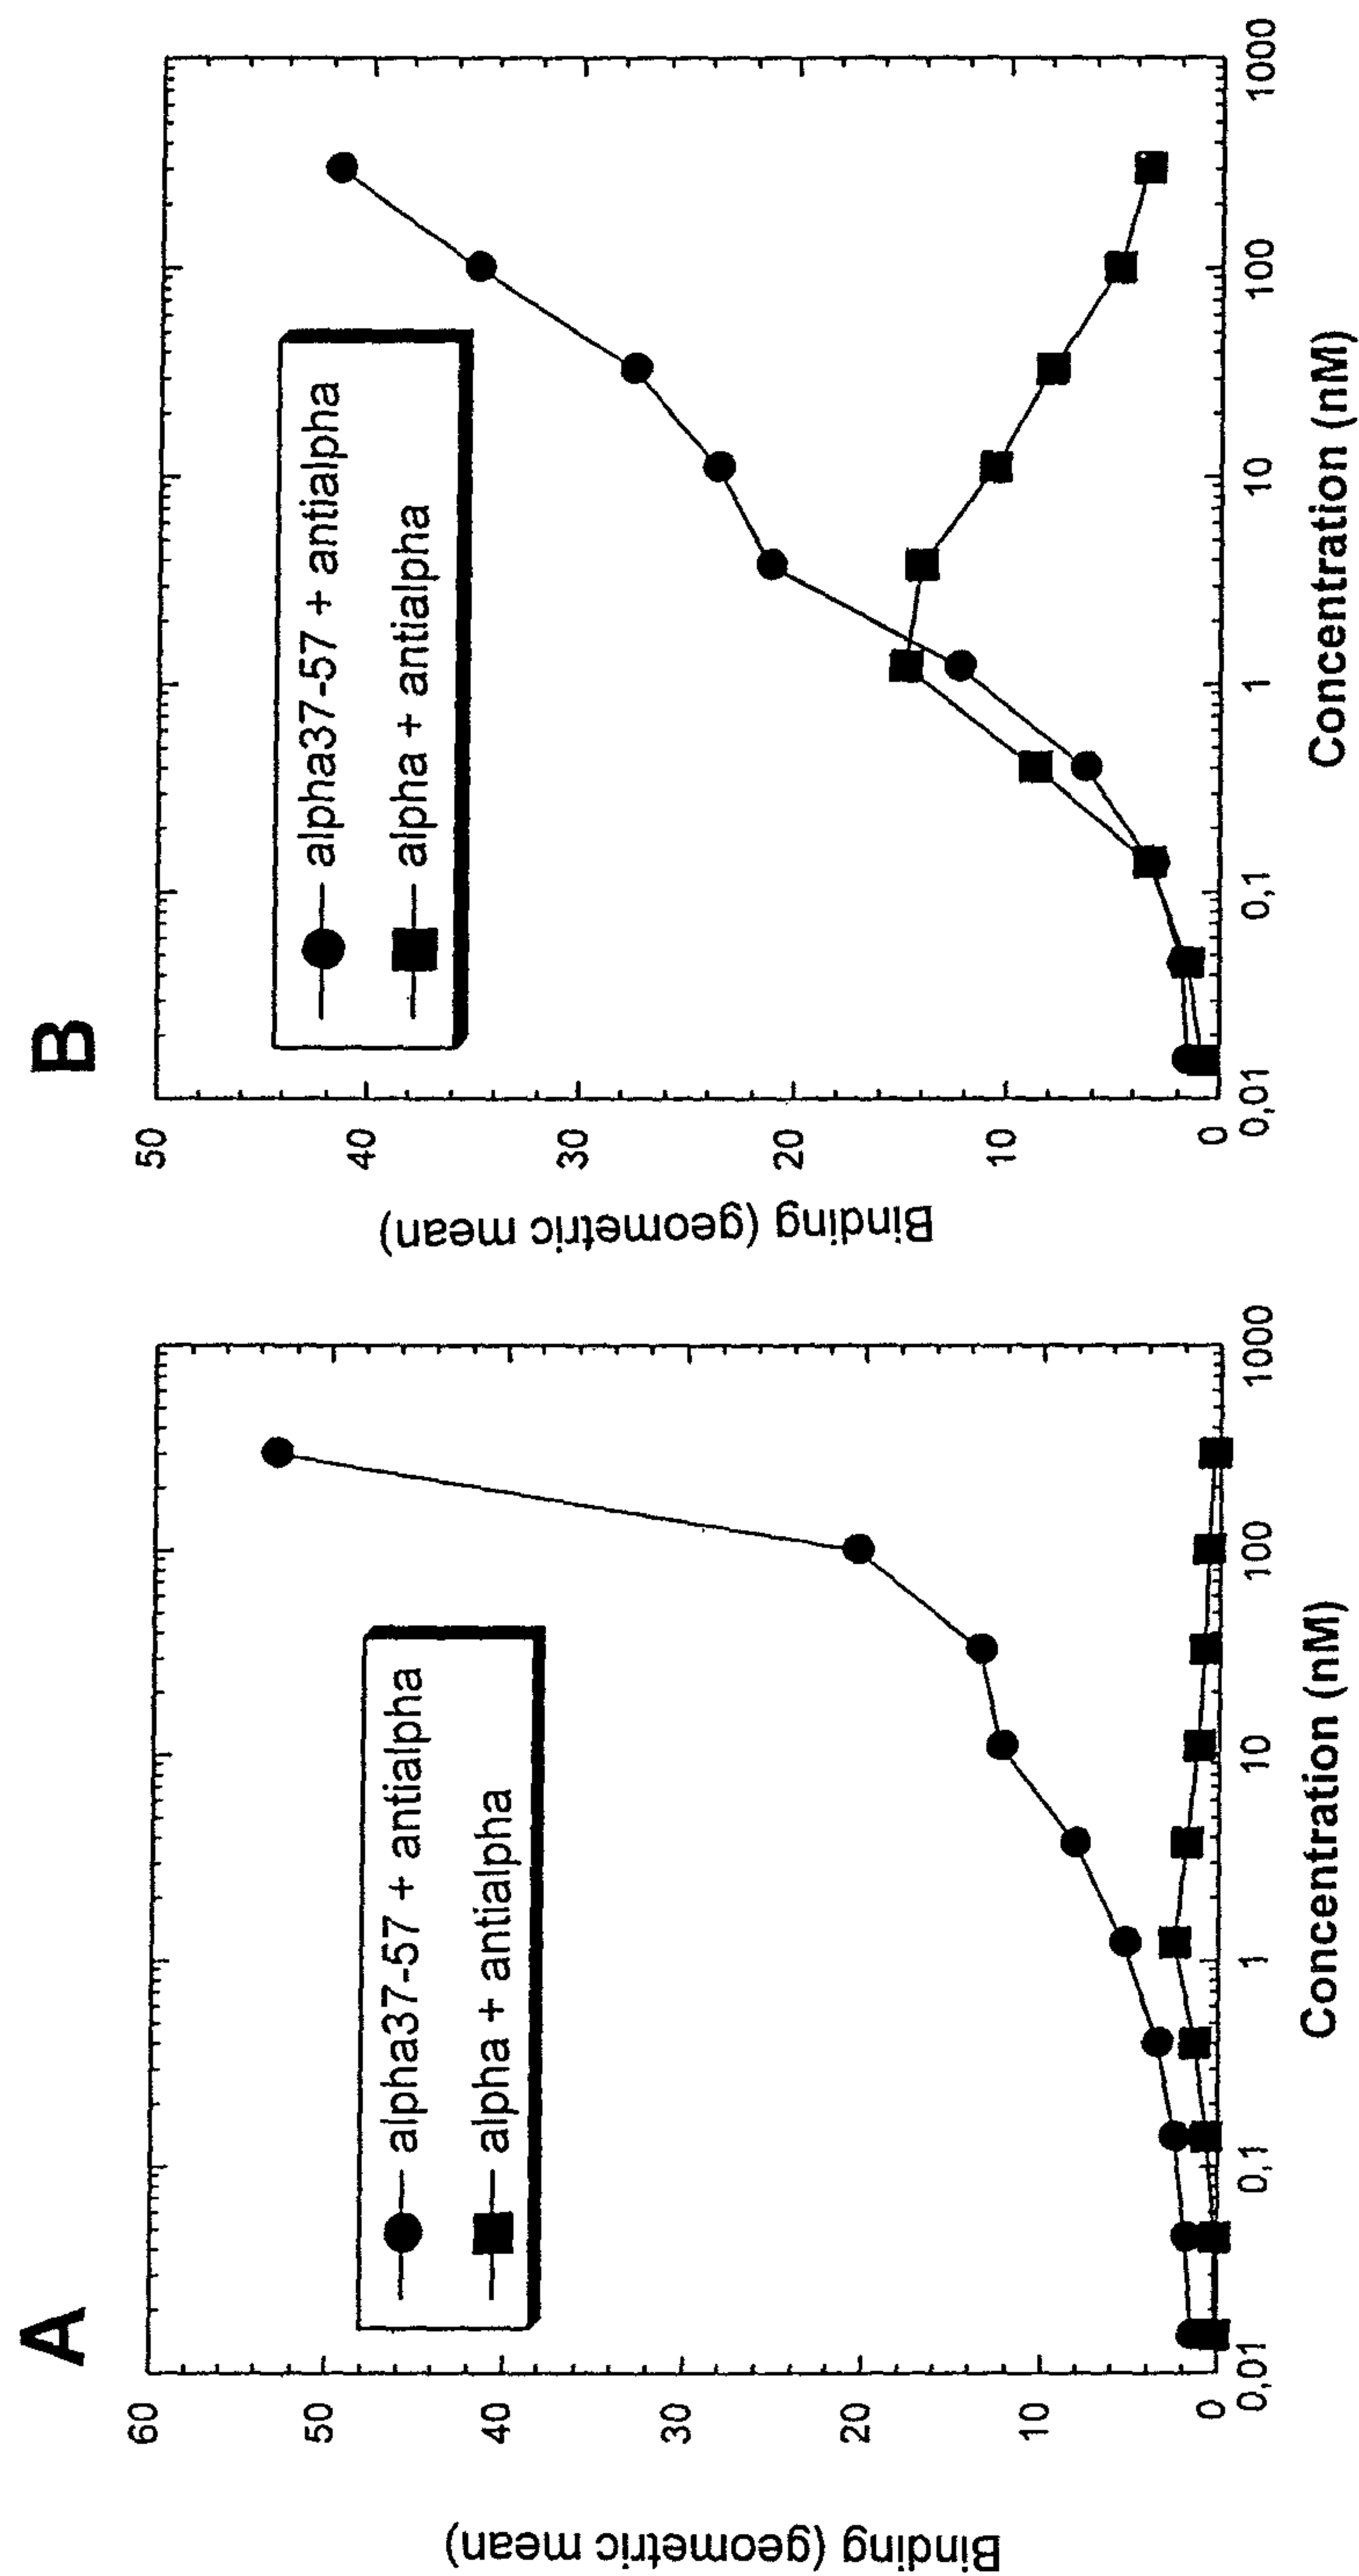 A
Binding (geometric mean)
60
50
40
30
20
10
0
alpha37-57 + antialpha
alpha + antialpha
0,01
0,1
1
10
100
1000
Concentration (nM)
B
Binding (geometric mean)
50
40
30
20
10
0
alpha37-57 + antialpha
alpha + antialpha
0,01
0,1
1
10
100
1000
Concentration (nM)